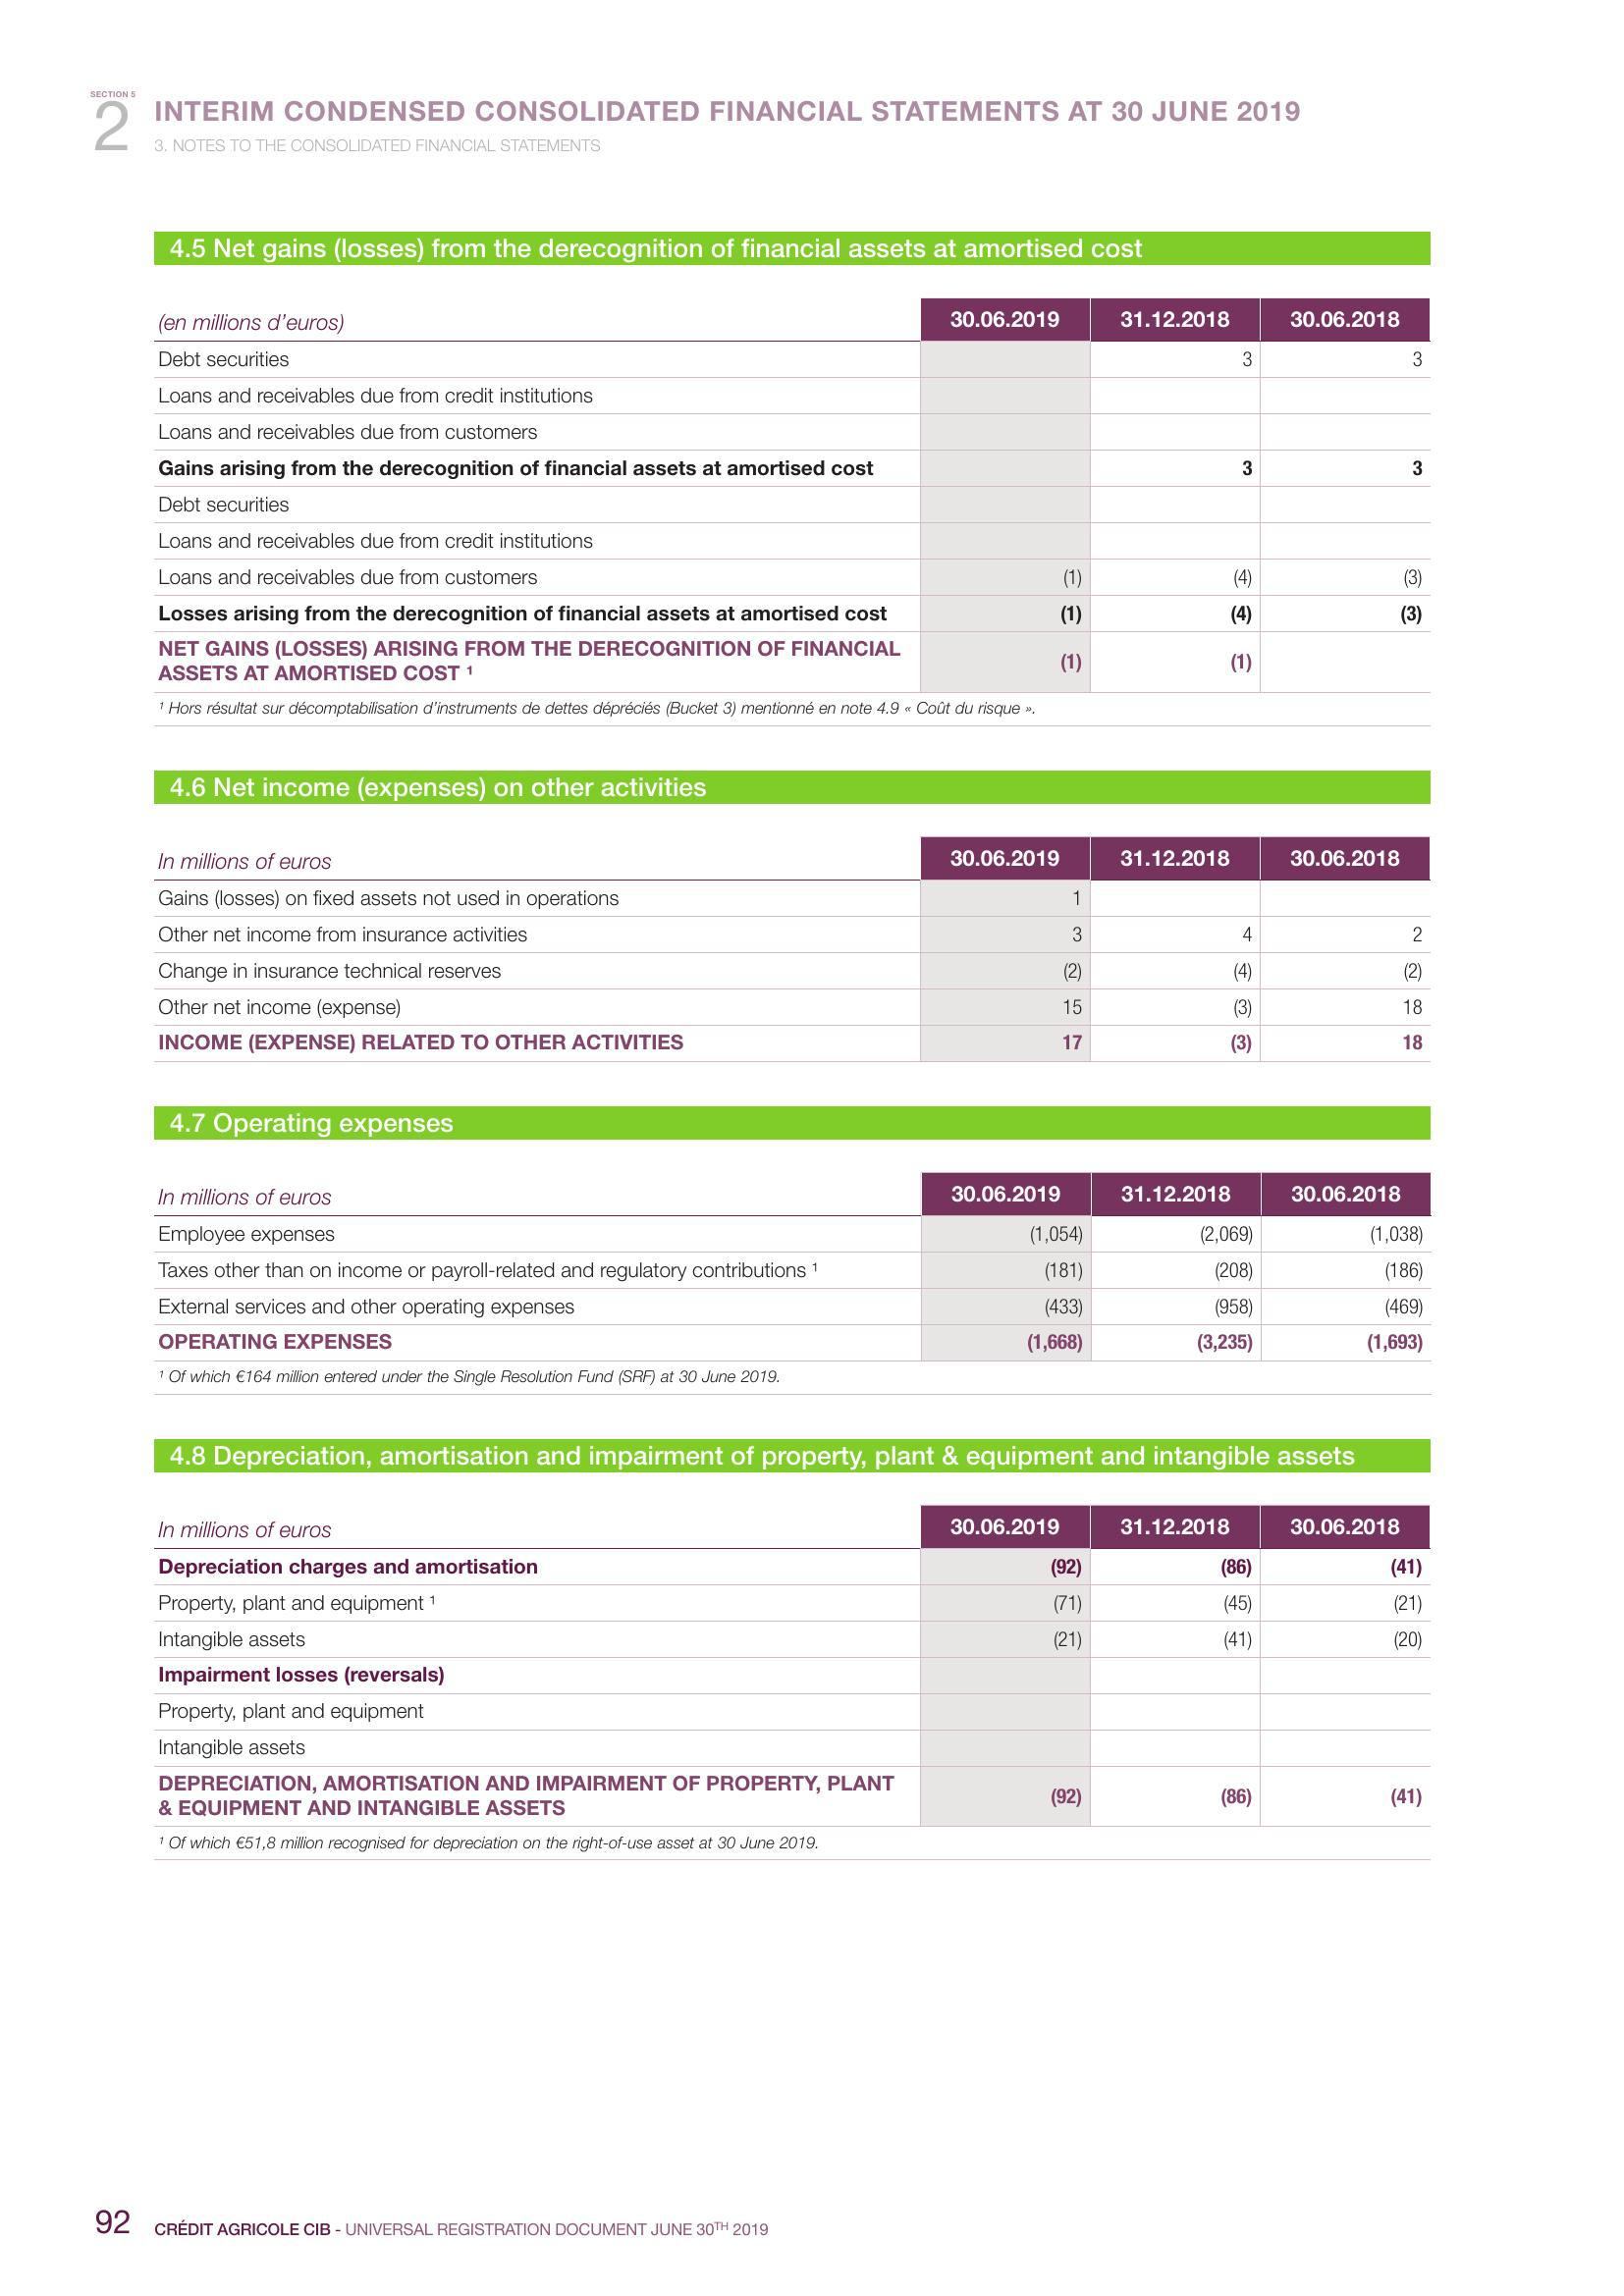 SECTION 5
2
INTERIM CONDENSED CONSOLIDATED FINANCIAL STATEMENTS AT 30 JUNE 2019
3. NOTES TO THE CONSOLIDATED FINANCIAL STATEMENTS
4.5 Net gains (losses) from the derecognition of financial assets at amortised cost
(en millions d’euros) 30.06.2019 31.12.2018 30.06.2018
Debt securities 3 3
Loans and receivables due from credit institutions
Loans and receivables due from customers
Gains arising from the derecognition of financial assets at amortised cost 3 3
Debt securities
Loans and receivables due from credit institutions
Loans and receivables due from customers (1) (4) (3)
Losses arising from the derecognition of financial assets at amortised cost (1) (4) (3)
NET GAINS (LOSSES) ARISING FROM THE DERECOGNITION OF FINANCIAL
ASSETS AT AMORTISED COST ¹ (1) (1)
¹ Hors résultat sur décomptabilisation d’instruments de dettes dépréciés (Bucket 3) mentionné en note 4.9 « Coût du risque ».
4.6 Net income (expenses) on other activities
In millions of euros 30.06.2019 31.12.2018 30.06.2018
Gains (losses) on fixed assets not used in operations 1
Other net income from insurance activities 3 4 2
Change in insurance technical reserves (2) (4) (2)
Other net income (expense) 15 (3) 18
INCOME (EXPENSE) RELATED TO OTHER ACTIVITIES 17 (3) 18
4.7 Operating expenses
In millions of euros 30.06.2019 31.12.2018 30.06.2018
Employee expenses (1,054) (2,069) (1,038)
Taxes other than on income or payroll-related and regulatory contributions ¹ (181) (208) (186)
External services and other operating expenses (433) (958) (469)
OPERATING EXPENSES (1,668) (3,235) (1,693)
¹ Of which €164 million entered under the Single Resolution Fund (SRF) at 30 June 2019.
4.8 Depreciation, amortisation and impairment of property, plant & equipment and intangible assets
In millions of euros 30.06.2019 31.12.2018 30.06.2018
Depreciation charges and amortisation (92) (86) (41)
Property, plant and equipment ¹ (71) (45) (21)
Intangible assets (21) (41) (20)
Impairment losses (reversals)
Property, plant and equipment
Intangible assets
DEPRECIATION, AMORTISATION AND IMPAIRMENT OF PROPERTY, PLANT
& EQUIPMENT AND INTANGIBLE ASSETS (92) (86) (41)
¹ Of which €51,8 million recognised for depreciation on the right-of-use asset at 30 June 2019.
92 CRÉDIT AGRICOLE CIB - UNIVERSAL REGISTRATION DOCUMENT JUNE 30TH 2019